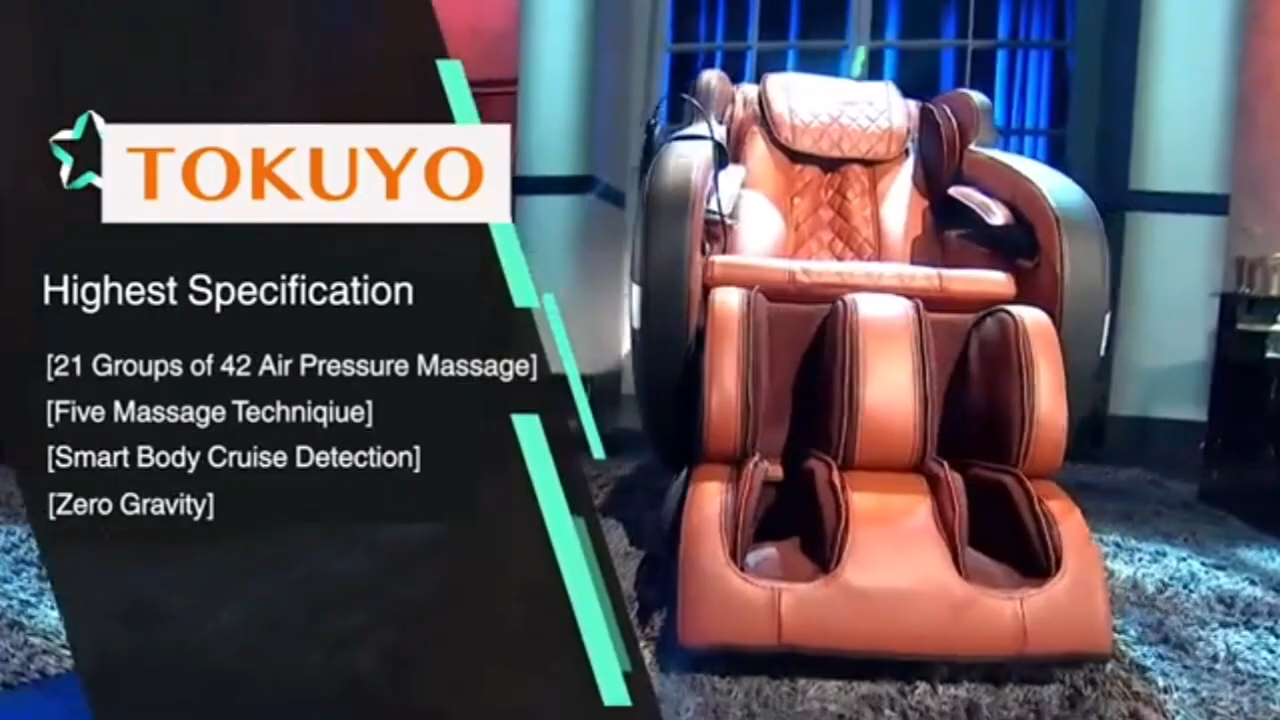 TOKUYO
Highest Specification
[21 Groups of 42 Air Pressure Massage]
[Five Massage Techniqiue]
[Smart Body Cruise Detection]
[Zero Gravity]